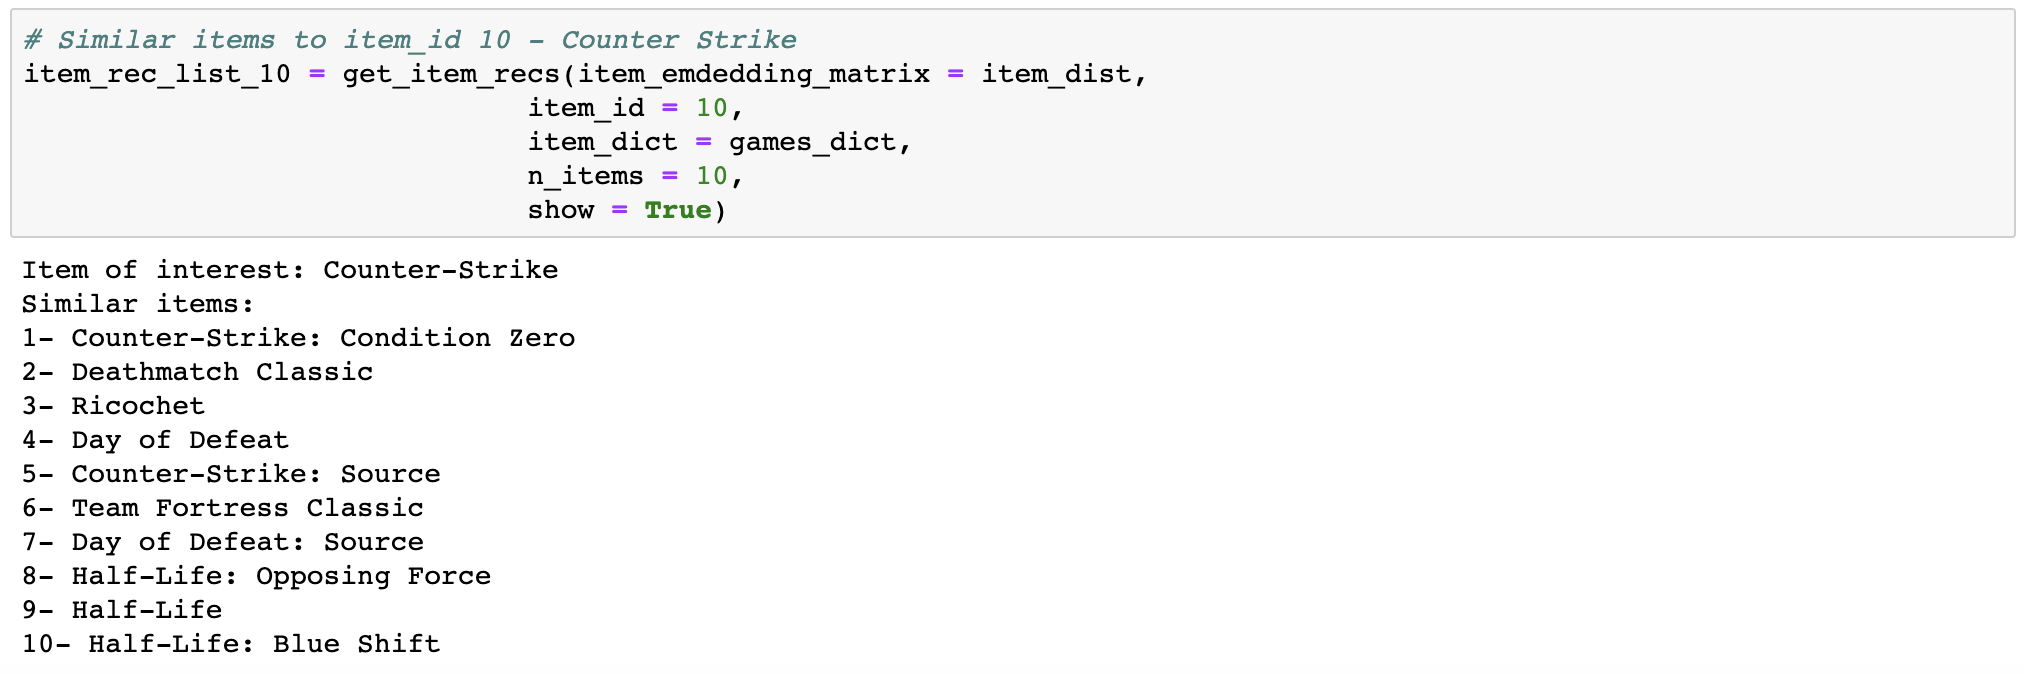 # Similar items to item_id 10 - Counter Strike
item_rec_list_10 = get_item_recs(item_emdedding_matrix = item_dist,
item_id = 10,
item_dict = games_dict,
n_items = 10,
show = True)
Item of interest: Counter-Strike
Similar items:
1- Counter-Strike: Condition Zero
2- Deathmatch Classic
3- Ricochet
4- Day of Defeat
5- Counter-Strike: Source
6- Team Fortress Classic
7- Day of Defeat: Source
8- Half-Life: Opposing Force
9- Half-Life
10- Half-Life: Blue Shift